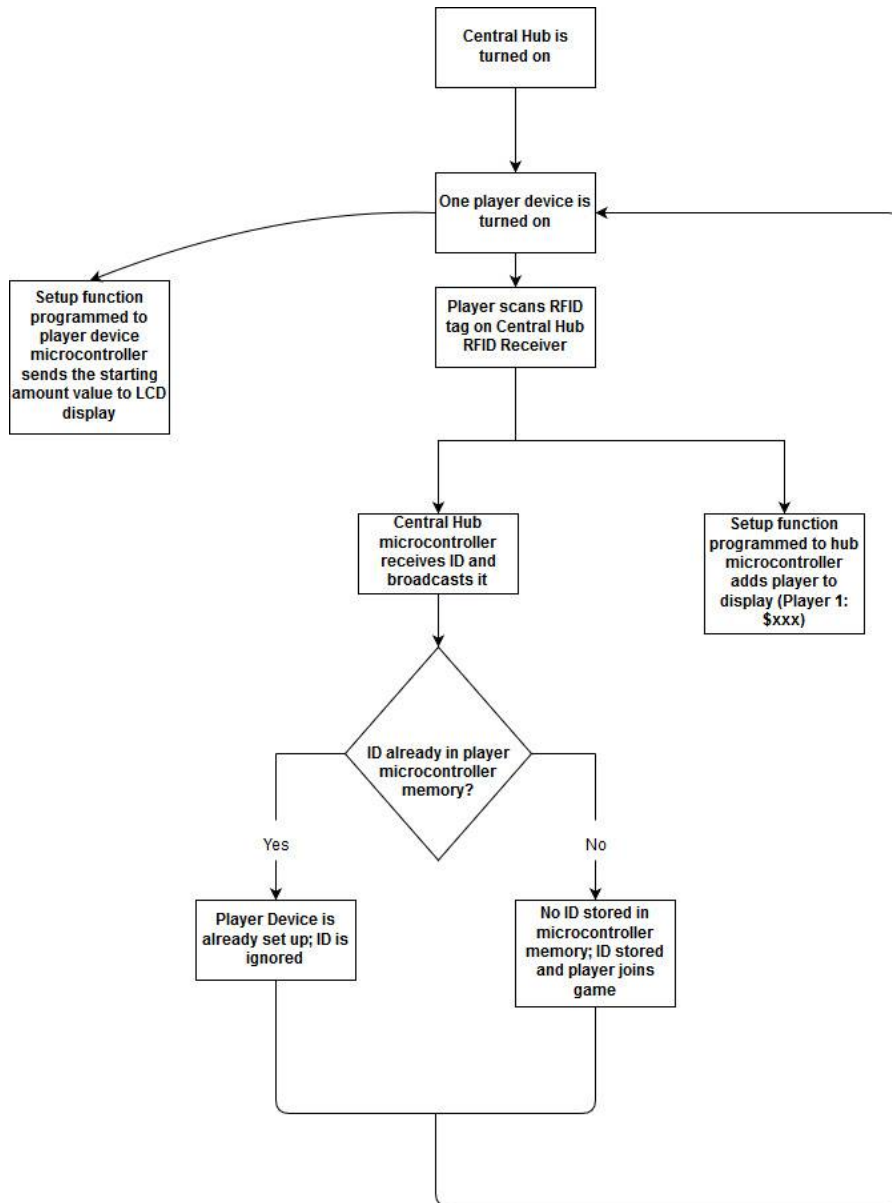 Central Hub is
turned on
One player device is
turned on
Setup function
programmed to
player device
microcontroller
sends the starting
amount value to LCD
display
Player scans RFID
tag on Central Hub
RFID Receiver
Central Hub
microcontroller
receives ID and
broadcasts it
Setup function
programmed to hub
microcontroller
adds player to
display (Player 1:
$xxx)
ID already in player
microcontroller
memory?
Yes
No
Player Device is
already set up; ID is
ignored
No ID stored in
microcontroller
memory; ID stored
and player joins
game